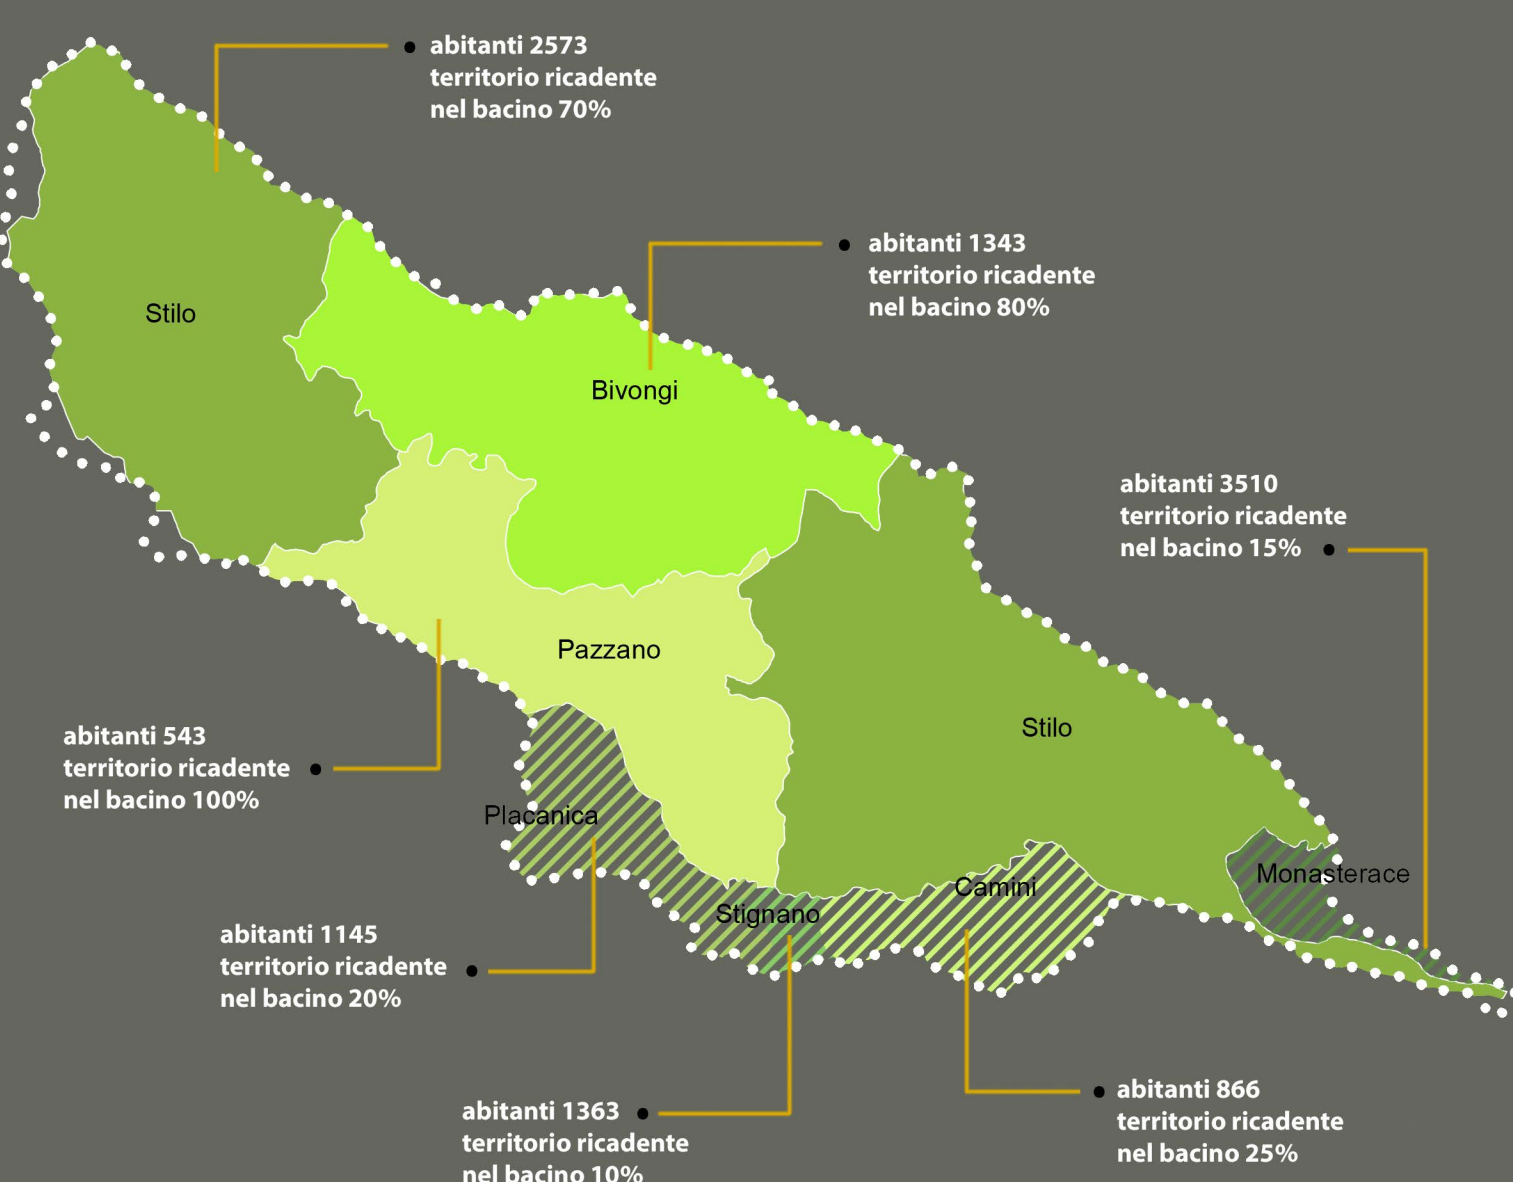 abitanti 2573
territorio ricadente
nel bacino 70%
abitanti 1343
territorio ricadente
nel bacino 80%
Stilo
Bivongi
abitanti 3510
territorio ricadente
nel bacino 15%
Pazzano
Stilo
abitanti 543
territorio ricadente
nel bacino 100%
Placanica
Monasterace
Camini
Stignano
abitanti 1145
territorio ricadente
nel bacino 20%
abitanti 866
territorio ricadente
nel bacino 25%
abitanti 1363
territorio ricadente
nel bacino 10%